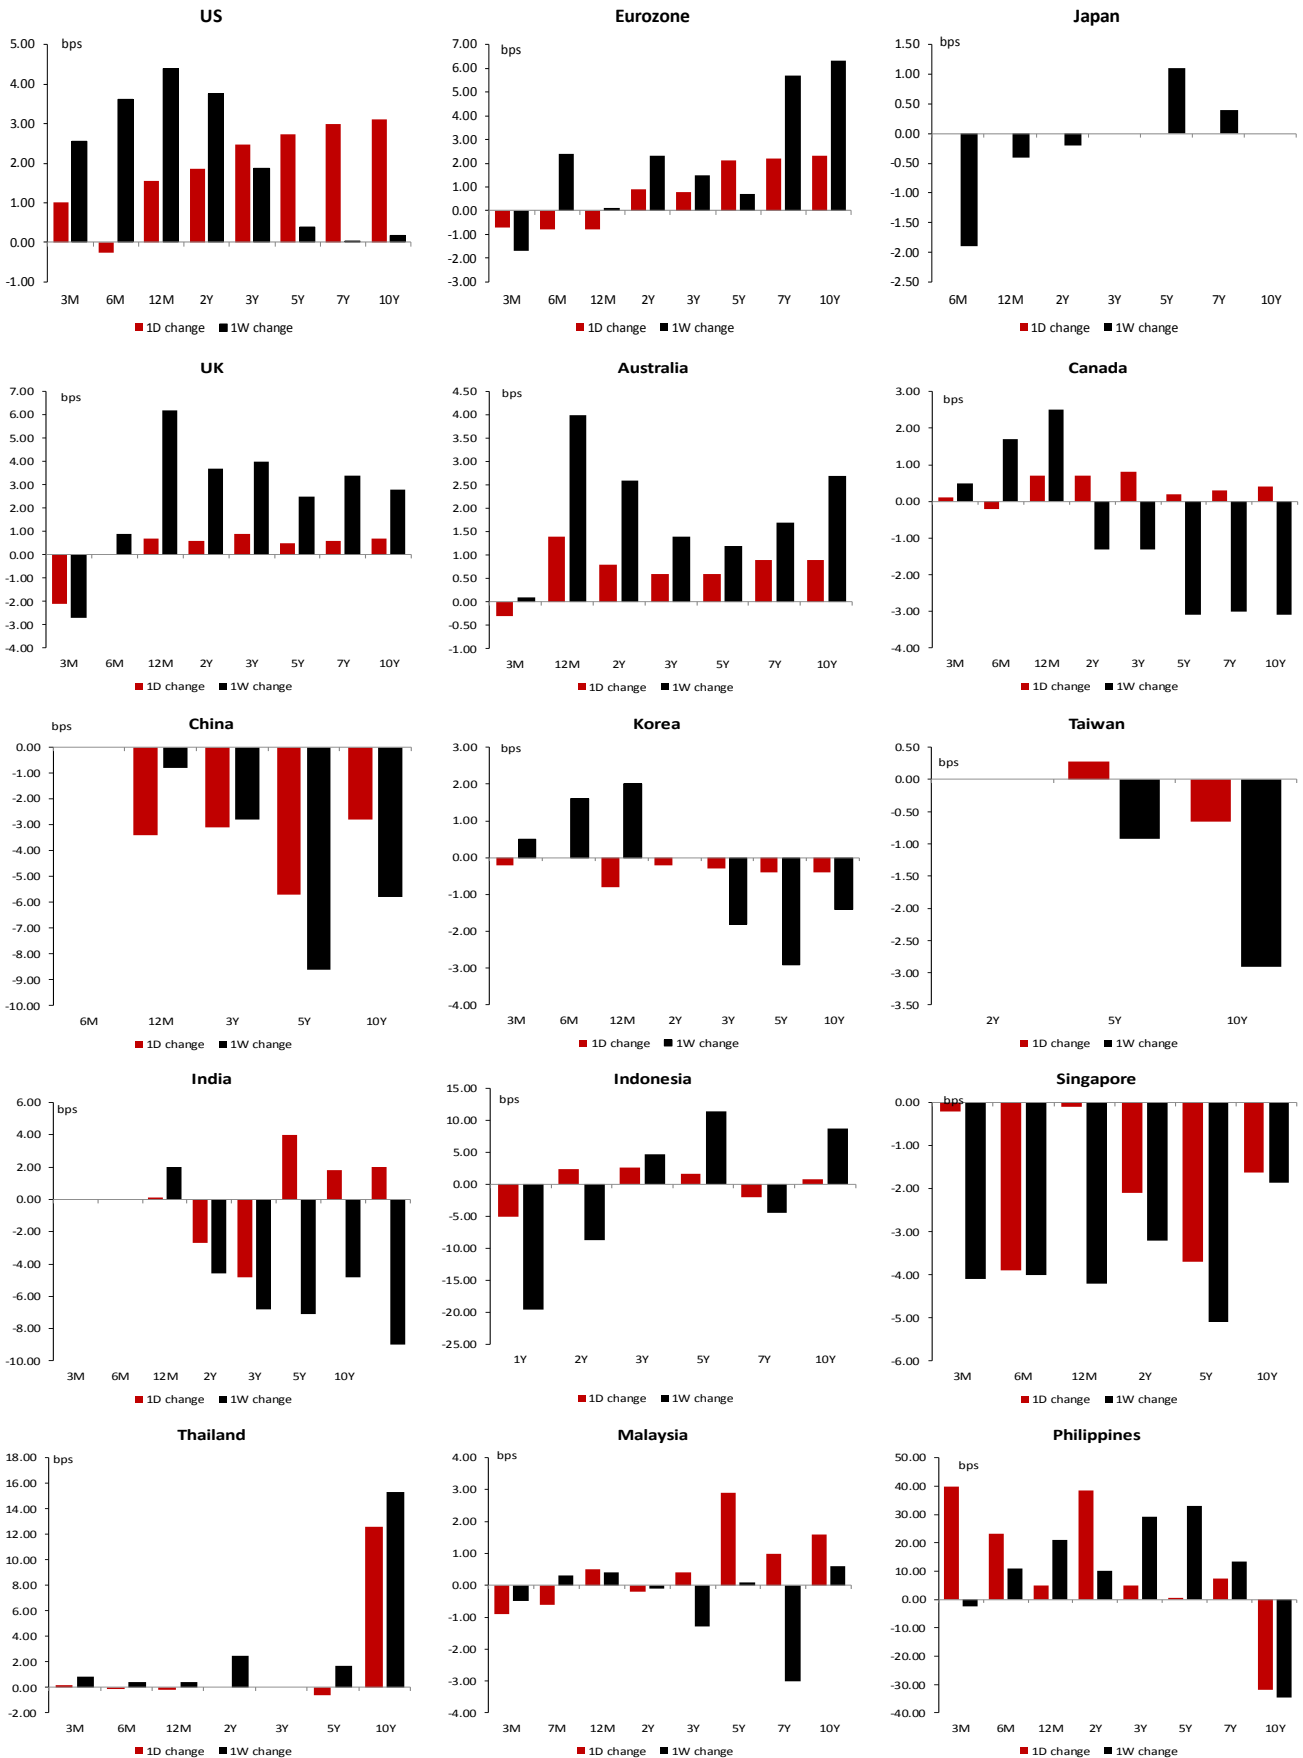 US
bps
5.00
4.00
3.00
2.00
1.00
0.00
-1.00
3M 6M 12M 2Y 3Y 5Y 7Y 10Y
1D change 1W change
Eurozone
bps
7.00
6.00
5.00
4.00
3.00
2.00
1.00
0.00
-1.00
-2.00
-3.00
3M 6M 12M 2Y 3Y 5Y 7Y 10Y
1D change 1W change
Japan
bps
1.50
1.00
0.50
0.00
-0.50
-1.00
-1.50
-2.00
-2.50
6M 12M 2Y 3Y 5Y 7Y 10Y
1D change 1W change
UK
bps
7.00
6.00
5.00
4.00
3.00
2.00
1.00
0.00
-1.00
-2.00
-3.00
-4.00
3M 6M 12M 2Y 3Y 5Y 7Y 10Y
1D change 1W change
Australia
bps
4.50
4.00
3.50
3.00
2.50
2.00
1.50
1.00
0.50
0.00
-0.50
-1.00
3M 12M 2Y 3Y 5Y 7Y 10Y
1D change 1W change
Canada
bps
3.00
2.00
1.00
0.00
-1.00
-2.00
-3.00
-4.00
3M 6M 12M 2Y 3Y 5Y 7Y 10Y
1D change 1W change
China
bps
0.00
-1.00
-2.00
-3.00
-4.00
-5.00
-6.00
-7.00
-8.00
-9.00
-10.00
6M 12M 3Y 5Y 10Y
1D change 1W change
Korea
bps
3.00
2.00
1.00
0.00
-1.00
-2.00
-3.00
-4.00
3M 6M 12M 2Y 3Y 5Y 10Y
1D change 1W change
Taiwan
bps
0.50
0.00
-0.50
-1.00
-1.50
-2.00
-2.50
-3.00
-3.50
2Y 5Y 10Y
1D change 1W change
India
bps
6.00
4.00
2.00
0.00
-2.00
-4.00
-6.00
-8.00
-10.00
3M 6M 12M 2Y 3Y 5Y 10Y
1D change 1W change
Indonesia
bps
15.00
10.00
5.00
0.00
-5.00
-10.00
-15.00
-20.00
-25.00
1Y 2Y 3Y 5Y 7Y 10Y
1D change 1W change
Singapore
bps
0.00
-1.00
-2.00
-3.00
-4.00
-5.00
-6.00
3M 6M 12M 2Y 5Y 10Y
1D change 1W change
Thailand
bps
18.00
16.00
14.00
12.00
10.00
8.00
6.00
4.00
2.00
0.00
-2.00
3M 6M 12M 2Y 3Y 5Y 10Y
1D change 1W change
Malaysia
bps
4.00
3.00
2.00
1.00
0.00
-1.00
-2.00
-3.00
-4.00
3M 7M 12M 2Y 3Y 5Y 7Y 10Y
1D change 1W change
Philippines
bps
50.00
40.00
30.00
20.00
10.00
0.00
-10.00
-20.00
-30.00
-40.00
3M 6M 12M 2Y 3Y 5Y 7Y 10Y
1D change 1W change